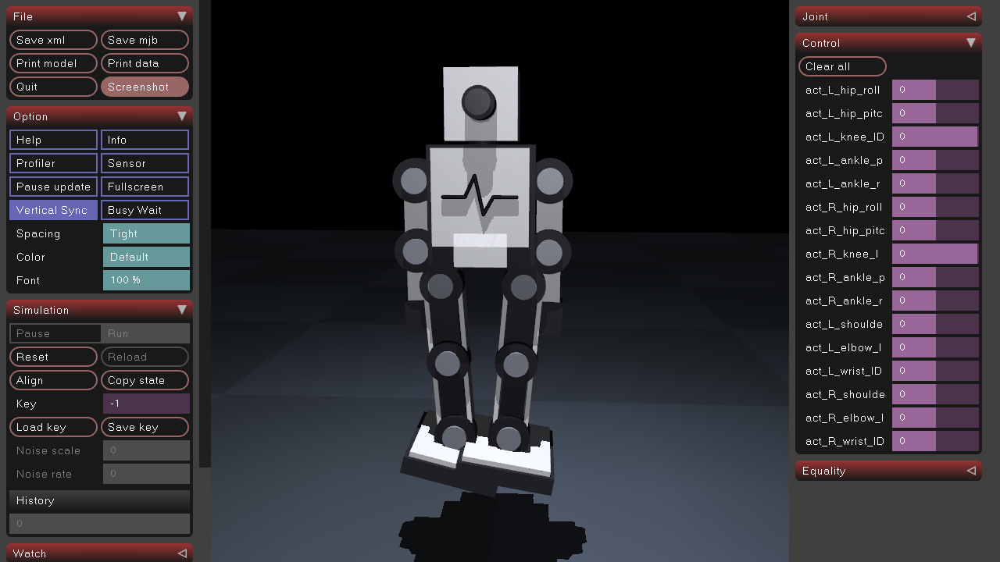 File
Save xml
Save mjb
Print model
Print data
Quit
Screenshot
Option
Help
Info
Profiler
Sensor
Pause update
Fullscreen
Vertical Sync
Busy Wait
Spacing
Tight
Color
Default
Font
100 %
Simulation
Pause
Run
Reset
Reload
Align
Copy state
Key
-1
Load key
Save key
Noise scale
0
Noise rate
0
History
0
Watch
Joint
Control
Clear all
act_L_hip_roll 0
act_L_hip_pitc 0
act_L_knee_ID 0
act_L_ankle_p 0
act_L_ankle_r 0
act_R_hip_roll 0
act_R_hip_pitc 0
act_R_knee_I 0
act_R_ankle_p 0
act_R_ankle_r 0
act_L_shoulde 0
act_L_elbow_I 0
act_L_wrist_ID 0
act_R_shoulde 0
act_R_elbow_I 0
act_R_wrist_ID 0
Equality